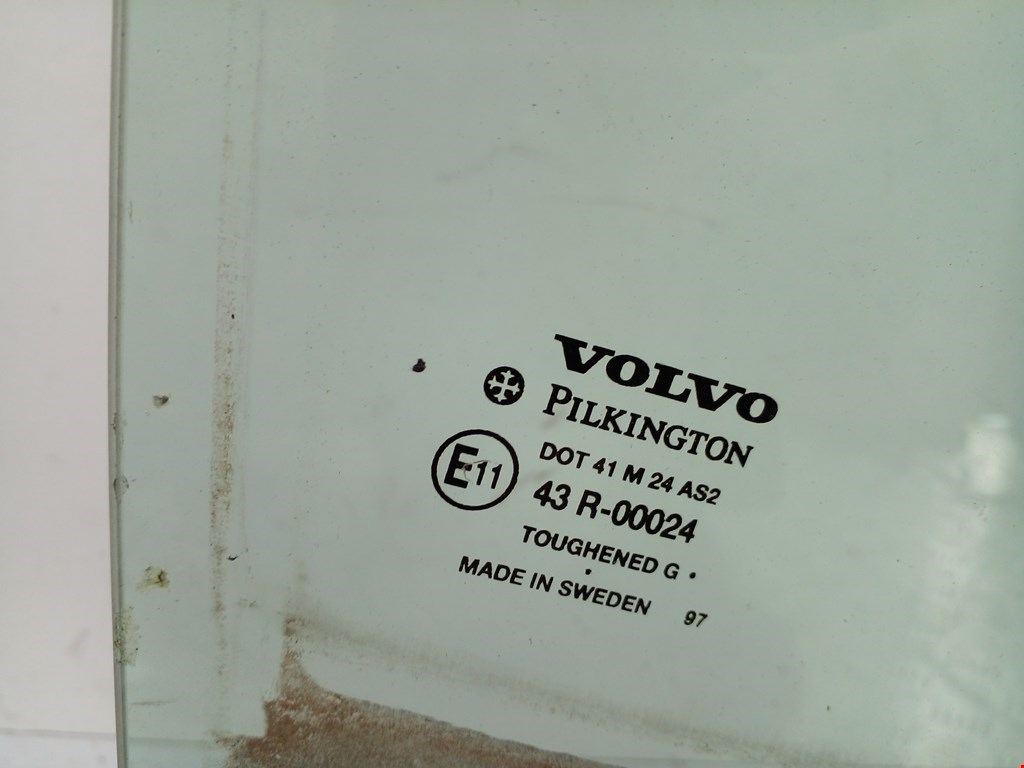 VOLVO
PILKINGTON
E11
DOT 41 M 24 AS2
43 R-00024
TOUGHENED G •
•
MADE IN SWEDEN 97